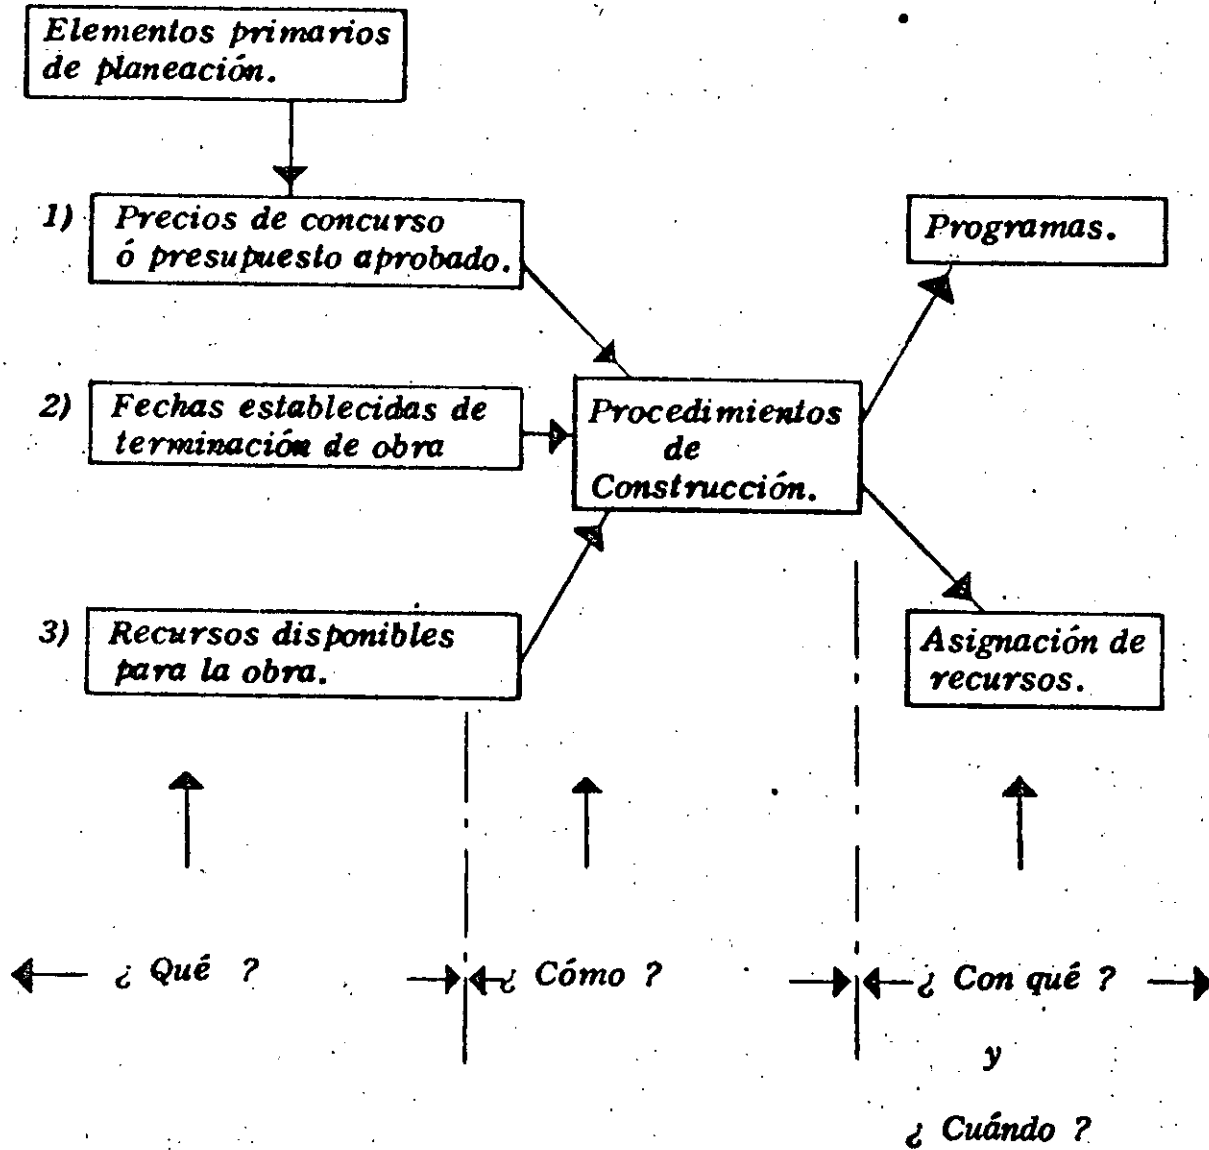 Elementos primarios
de planeación.
1) Precios de concurso
ó presupuesto aprobado.
2) Fechas establecidas de
terminación de obra
3) Recursos disponibles
para la obra.
Procedimientos
de
Construcción.
Programas.
Asignación de
recursos.
¿ Qué ?
¿ Cómo ?
¿ Con qué ?
y
¿ Cuándo ?